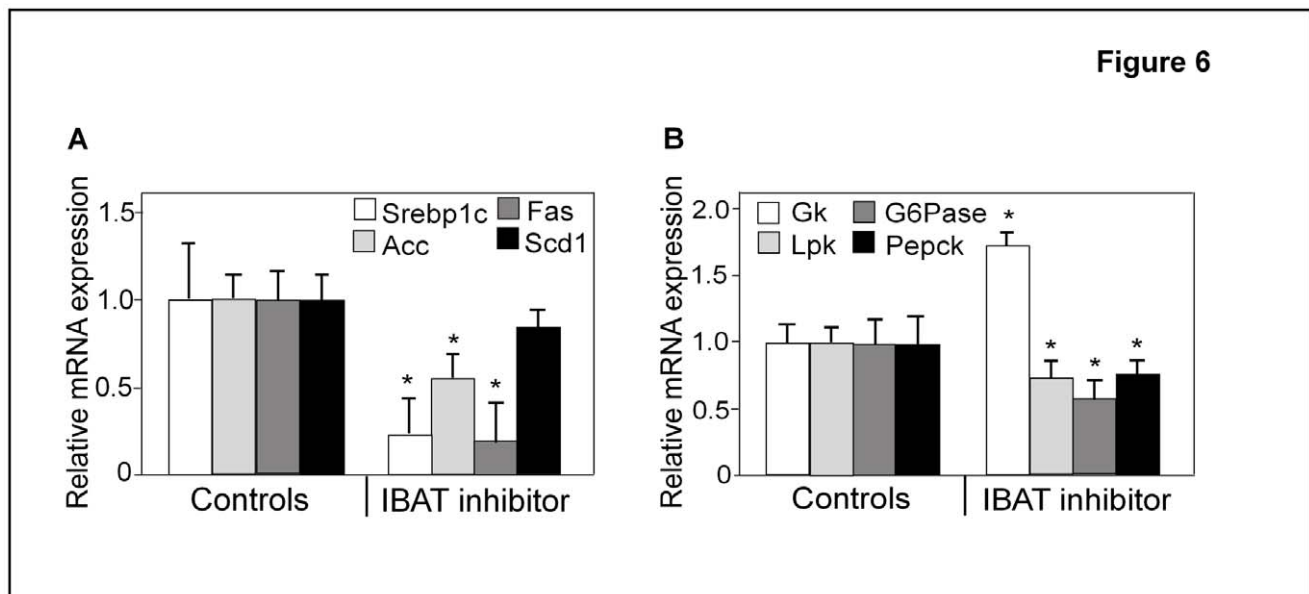 Figure 6
A
Relative mRNA expression
1.5
1.0
0.5
0
Srebp1c Fas
Acc Scd1
* * *
Controls IBAT inhibitor
B
Relative mRNA expression
2.0
1.5
1.0
0.5
0
Gk G6Pase
Lpk Pepck
* * * *
Controls IBAT inhibitor